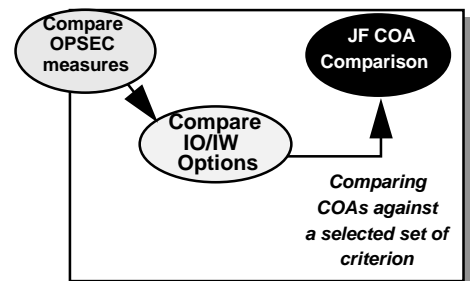 Compare
OPSEC
measures
JF COA
Comparison
Compare
IO/IW
Options
Comparing
COAs against
a selected set of
criterion